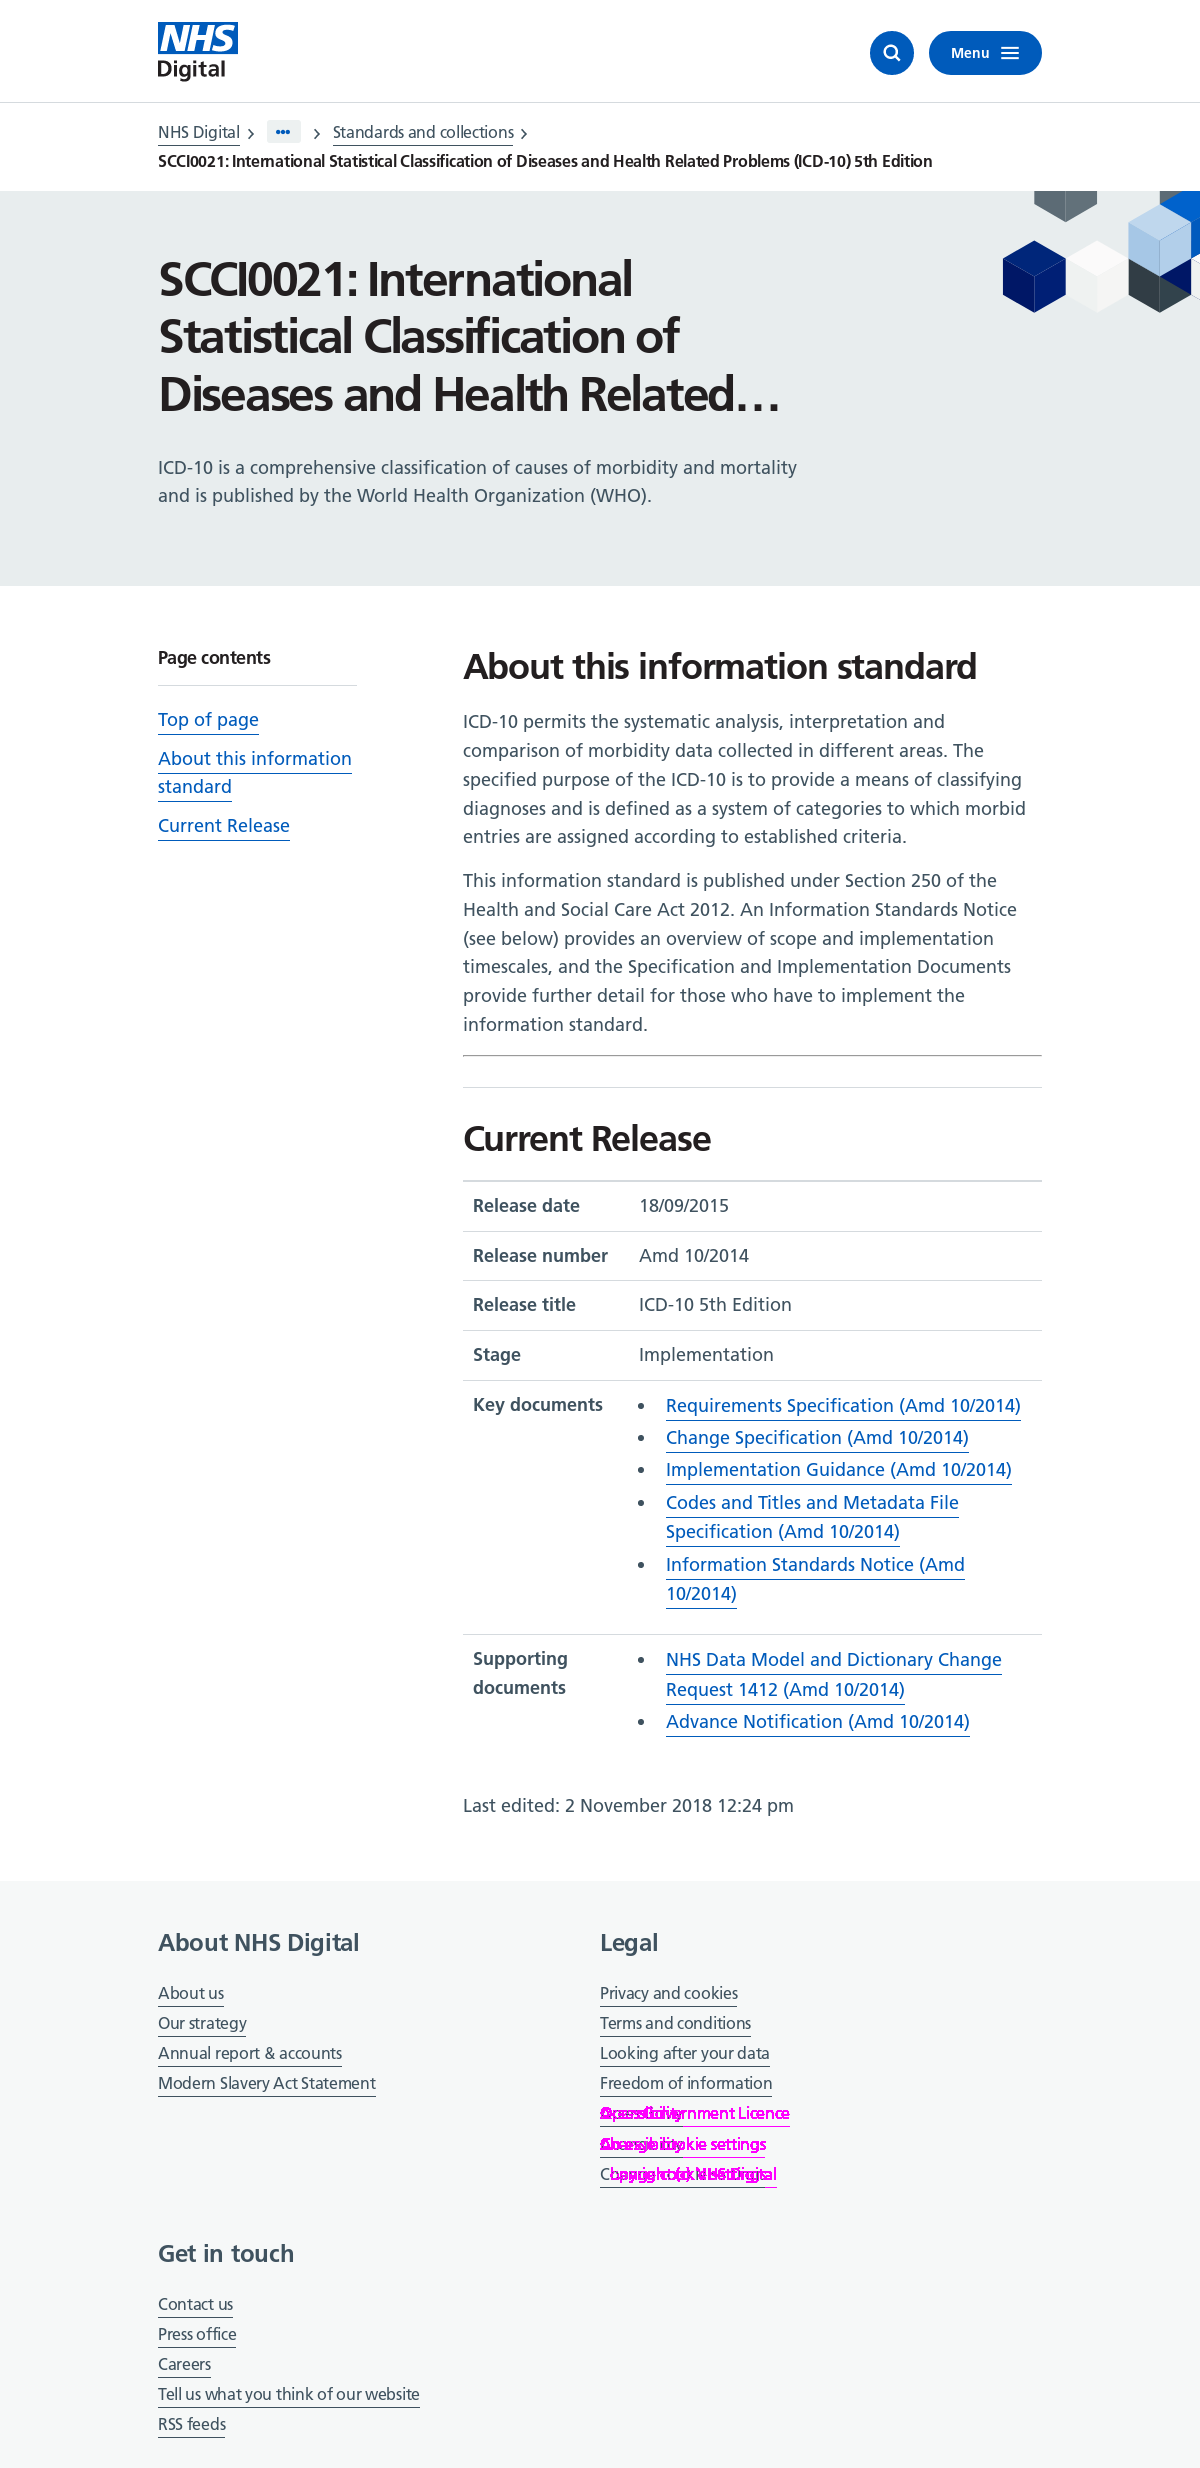 NHS
Digital
Menu
NHS Digital
Standards and collections
SCCI0021: International Statistical Classification of Diseases and Health Related Problems (ICD-10) 5th Edition
SCCI0021: International
Statistical Classification of
Diseases and Health Related…
ICD-10 is a comprehensive classification of causes of morbidity and mortality
and is published by the World Health Organization (WHO).
Page contents
Top of page
About this information
standard
Current Release
About this information standard
ICD-10 permits the systematic analysis, interpretation and
comparison of morbidity data collected in different areas. The
specified purpose of the ICD-10 is to provide a means of classifying
diagnoses and is defined as a system of categories to which morbid
entries are assigned according to established criteria.
This information standard is published under Section 250 of the
Health and Social Care Act 2012. An Information Standards Notice
(see below) provides an overview of scope and implementation
timescales, and the Specification and Implementation Documents
provide further detail for those who have to implement the
information standard.
Current Release
Release date 18/09/2015
Release number Amd 10/2014
Release title ICD-10 5th Edition
Stage Implementation
Key documents
Requirements Specification (Amd 10/2014)
Change Specification (Amd 10/2014)
Implementation Guidance (Amd 10/2014)
Codes and Titles and Metadata File
Specification (Amd 10/2014)
Information Standards Notice (Amd
10/2014)
Supporting
documents
NHS Data Model and Dictionary Change
Request 1412 (Amd 10/2014)
Advance Notification (Amd 10/2014)
Last edited: 2 November 2018 12:24 pm
About NHS Digital
About us
Our strategy
Annual report & accounts
Modern Slavery Act Statement
Legal
Privacy and cookies
Terms and conditions
Looking after your data
Freedom of information
Licence
settings
NHS Digital
Get in touch
Contact us
Press office
Careers
Tell us what you think of our website
RSS feeds